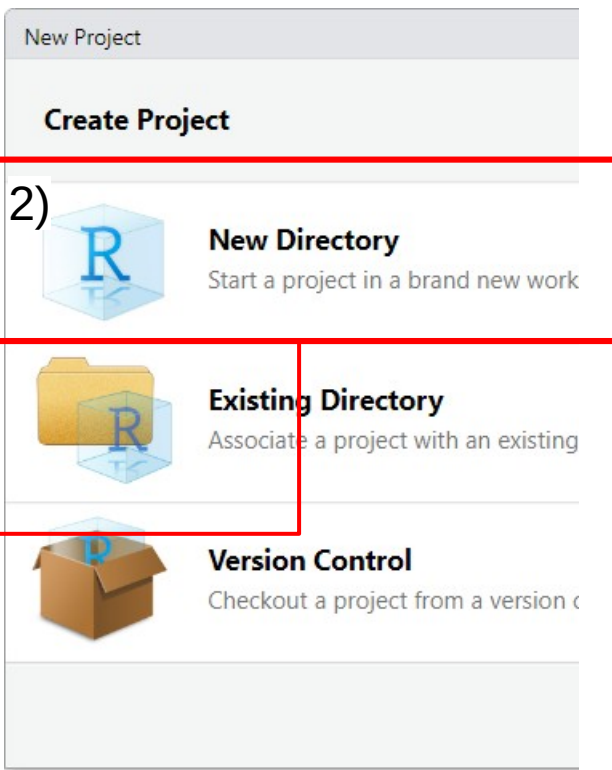 New Project
Create Project
2)
New Directory
Start a project in a brand new work
Existing Directory
Associate a project with an existing
Version Control
Checkout a project from a version